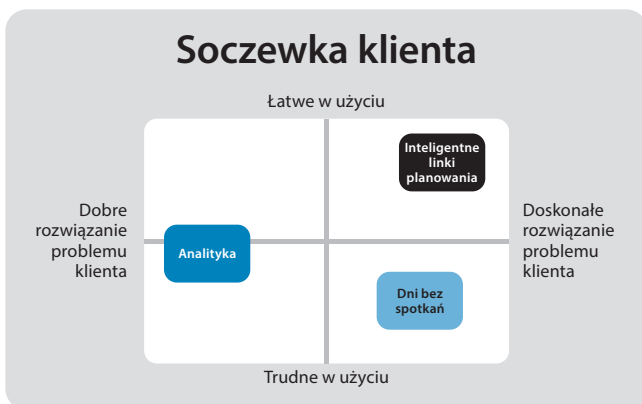 Soczewka klienta
Łatwe w użyciu
Inteligentne
linki
planowania
Dobre
rozwiązanie
problemu
klienta
Doskonałe
rozwiązanie
problemu
klienta
Analityka
Dni bez
spotkań
Trudne w użyciu